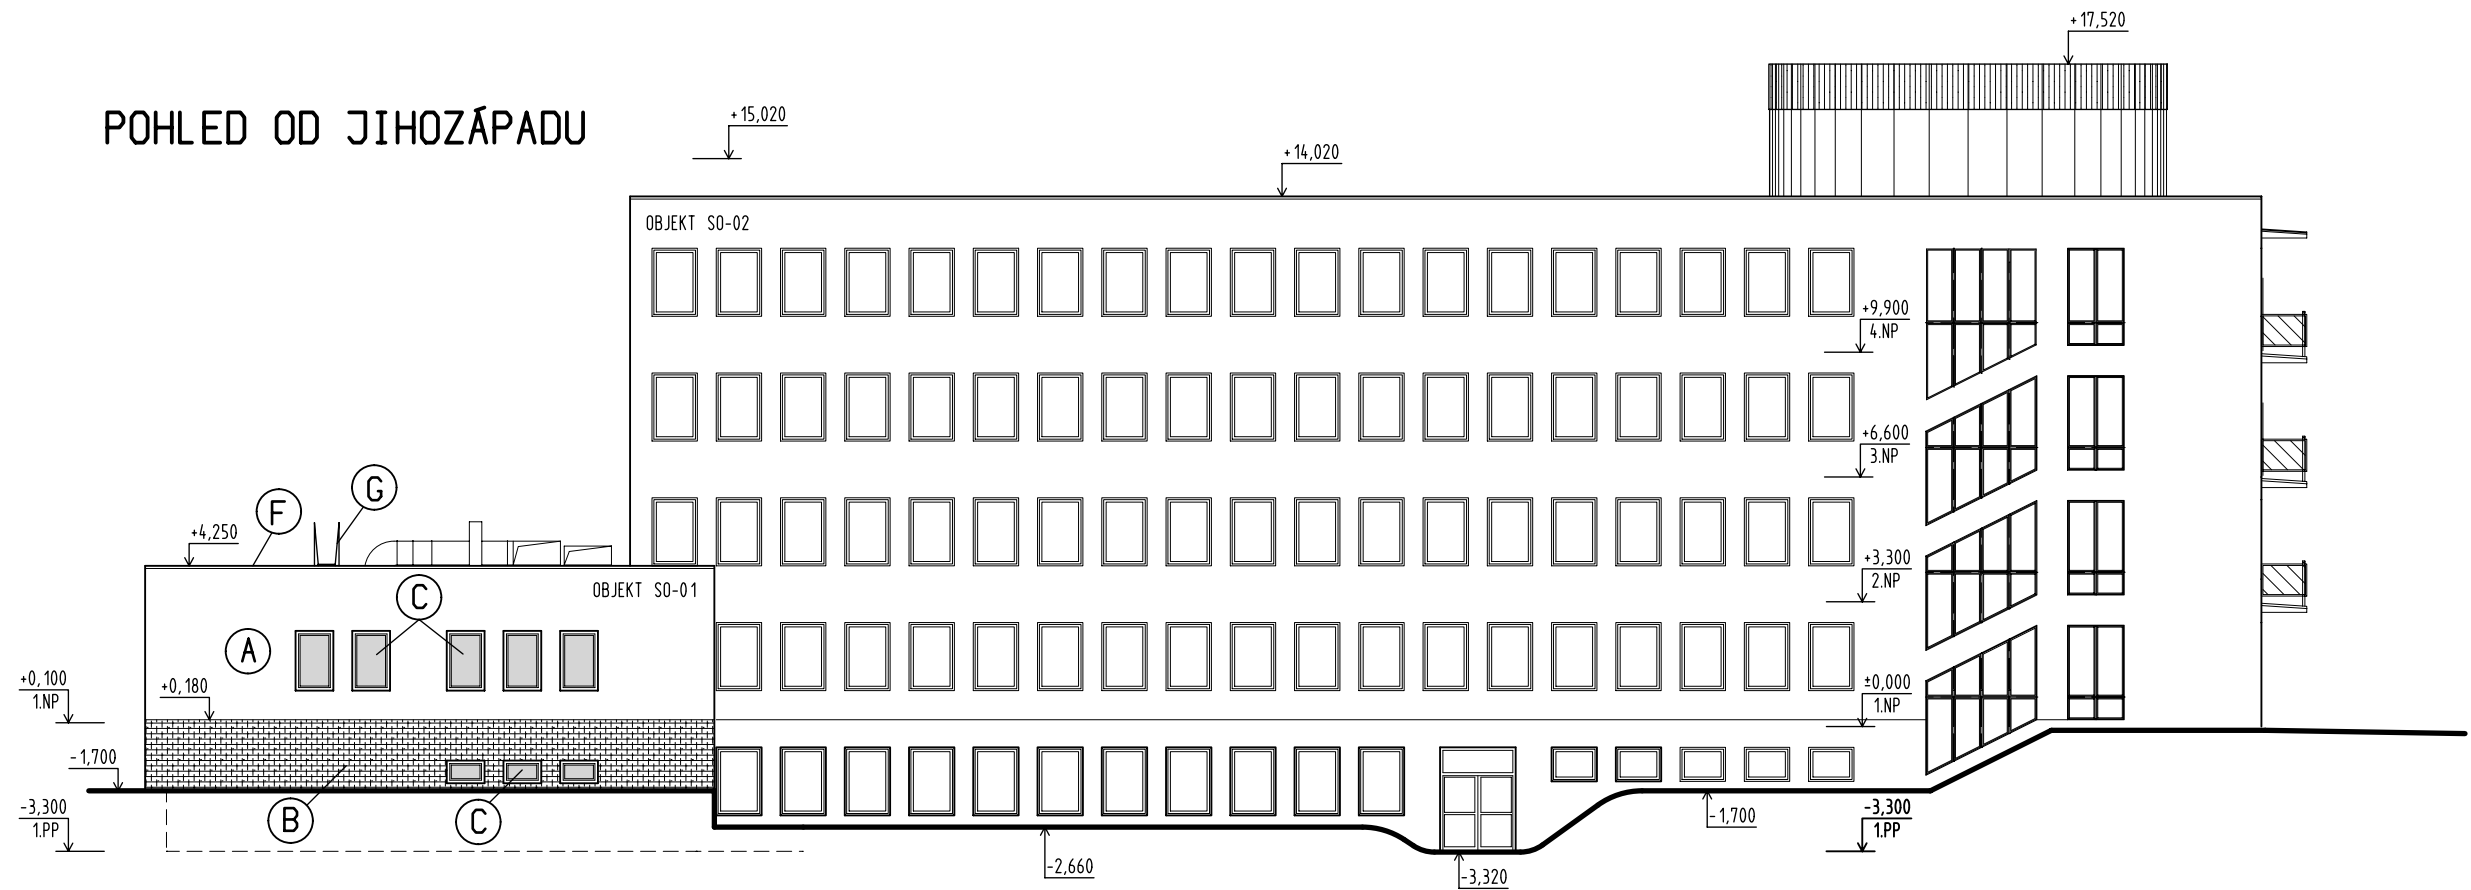 +17,520
POHLED OD JIHOZÁPADU
+15,020
+14,020
OBJEKT SO-02
+9,900
4.NP
+6,600
3.NP
G
F
+4,250
+3,300
2.NP
OBJEKT SO-01
C
A
+0,100
1.NP
+0,180
±0,000
1.NP
-1,700
-3,300
1.PP
B
C
-1,700
-3,300
1.PP
-2,660
-3,320